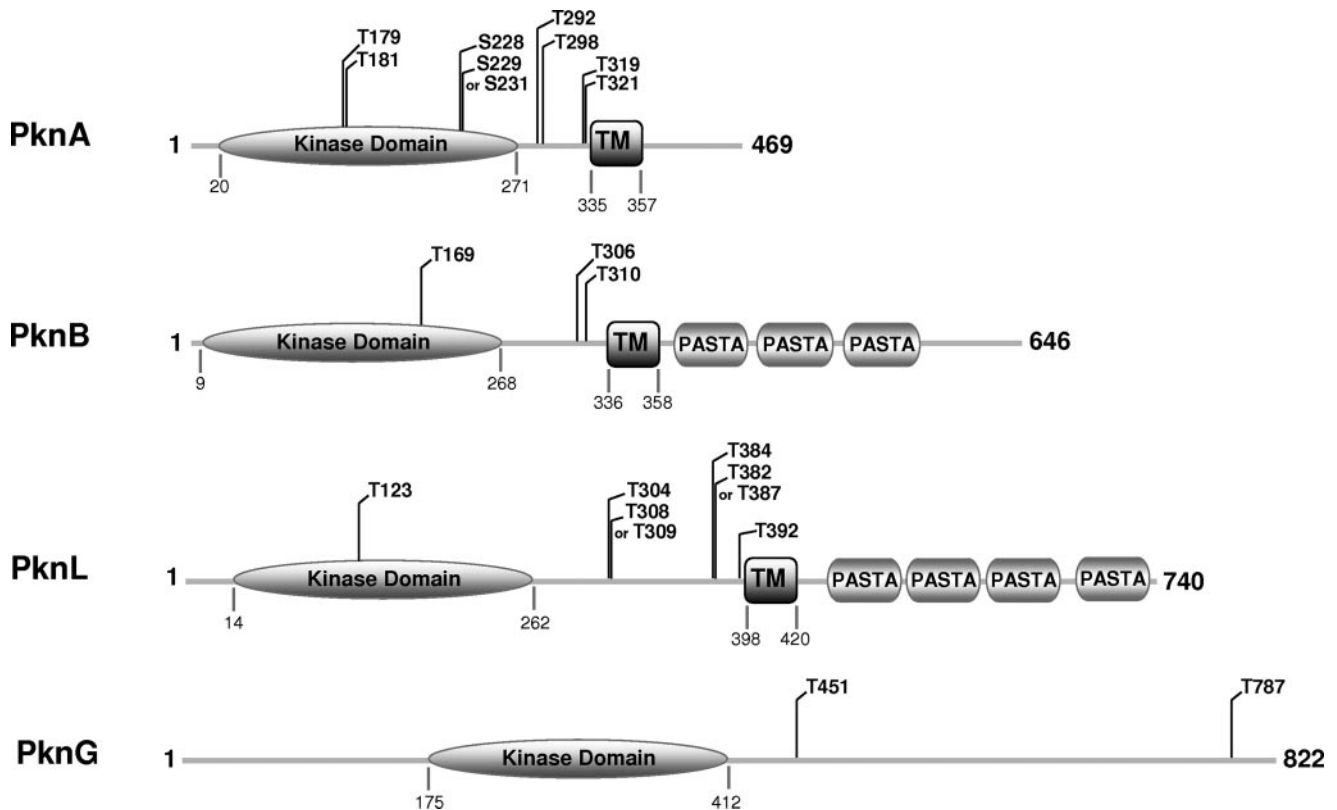 PknA
1
T179
T181
S228
S229
or S231
T292
T298
T319
T321
Kinase Domain
TM
469
20
271
335
357
PknB
1
T169
T306
T310
Kinase Domain
TM
PASTA
PASTA
PASTA
646
9
268
336
358
PknL
1
T123
T304
T308
or T309
T384
T382
or T387
T392
Kinase Domain
TM
PASTA
PASTA
PASTA
PASTA
740
14
262
398
420
PknG
1
T451
T787
Kinase Domain
822
175
412